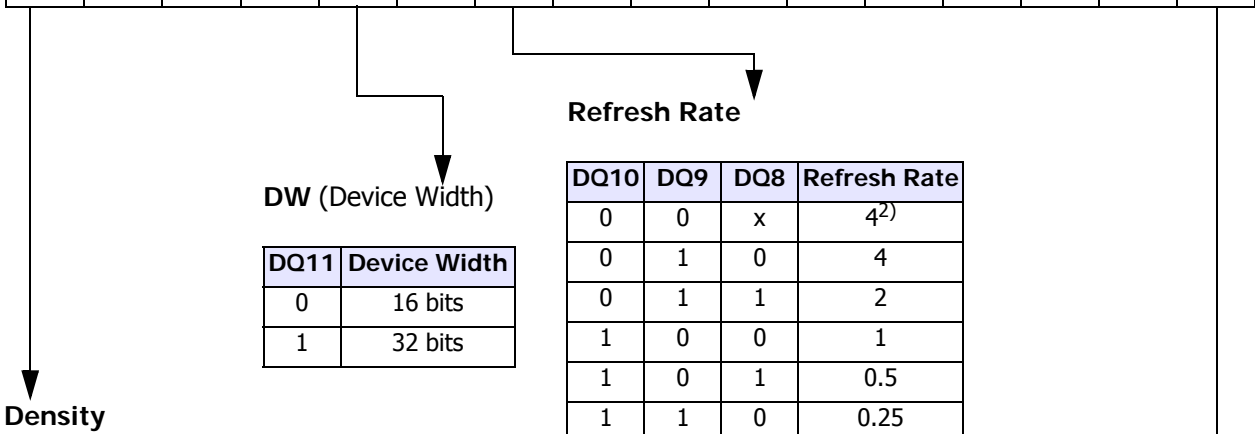 Refresh Rate
DQ10 DQ9 DQ8 Refresh Rate
0 0 x 4²⁾
0 1 0 4
0 1 1 2
1 0 0 1
1 0 1 0.5
1 1 0 0.25
DW (Device Width)
DQ11 Device Width
0 16 bits
1 32 bits
Density